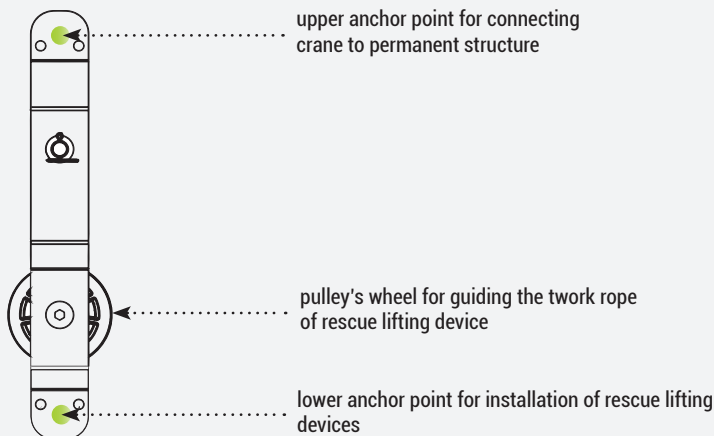 upper anchor point for connecting
crane to permanent structure
pulley's wheel for guiding the twork rope
of rescue lifting device
lower anchor point for installation of rescue lifting
devices